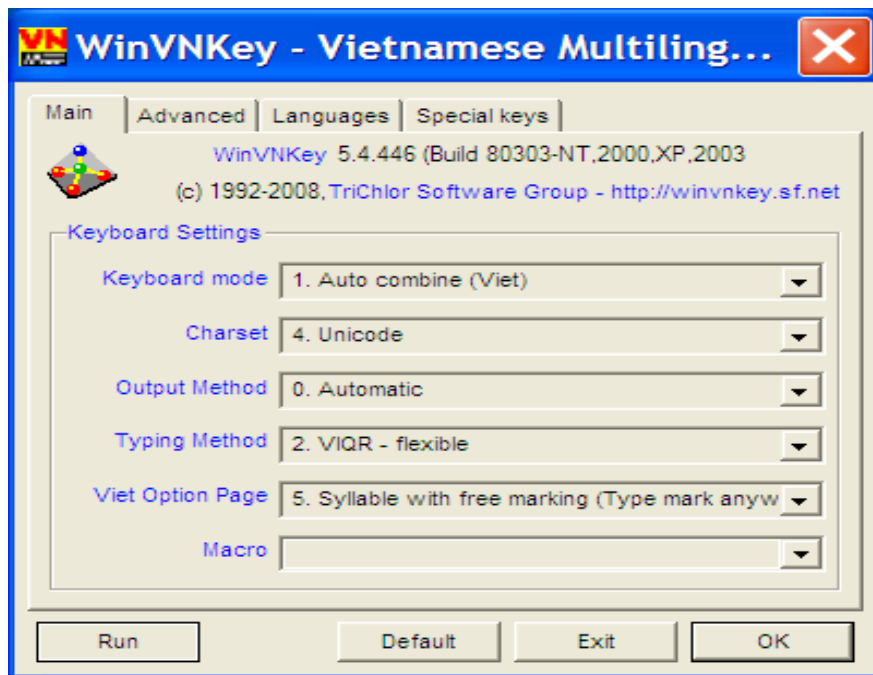 VN
WinVNKey - Vietnamese Multiling...
Main Advanced Languages Special keys
WinVNKey 5.4.446 (Build 80303-NT,2000,XP,2003
(c) 1992-2008, TriChlor Software Group - http://winvnkey.sf.net
Keyboard Settings
Keyboard mode 1. Auto combine (Viet)
Charset 4. Unicode
Output Method 0. Automatic
Typing Method 2. VIQR - flexible
Viet Option Page 5. Syllable with free marking (Type mark anyw
Macro
Run Default Exit OK